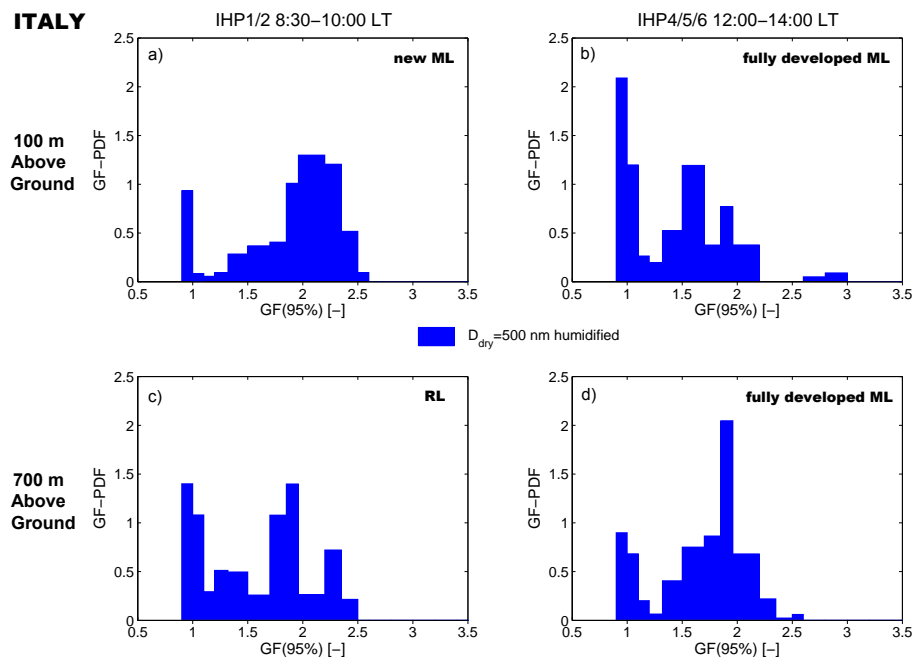 ITALY
IHP1/2 8:30−10:00 LT
IHP4/5/6 12:00−14:00 LT
100 m
Above
Ground
a)
new ML
GF−PDF
2.5
2
1.5
1
0.5
0
0.5 1 1.5 2 2.5 3 3.5
GF(95%) [−]
b)
fully developed ML
GF−PDF
2.5
2
1.5
1
0.5
0
0.5 1 1.5 2 2.5 3 3.5
GF(95%) [−]
Ddry=500 nm humidified
700 m
Above
Ground
c)
RL
GF−PDF
2.5
2
1.5
1
0.5
0
0.5 1 1.5 2 2.5 3 3.5
GF(95%) [−]
d)
fully developed ML
GF−PDF
2.5
2
1.5
1
0.5
0
0.5 1 1.5 2 2.5 3 3.5
GF(95%) [−]